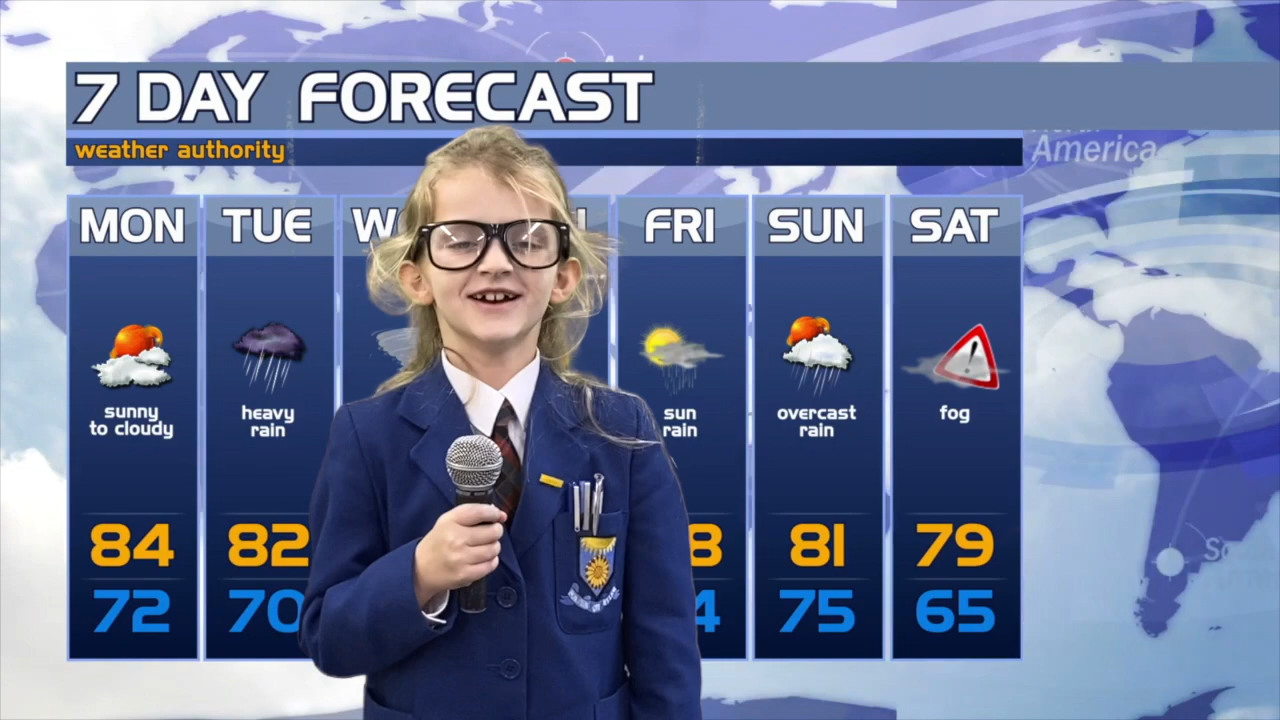 7 DAY FORECAST
weather authority
America
MON TUE FRI SUN SAT
sunny
to cloudy
heavy
rain
sun
rain
overcast
rain
fog
84 82 81 79
72 70 75 65